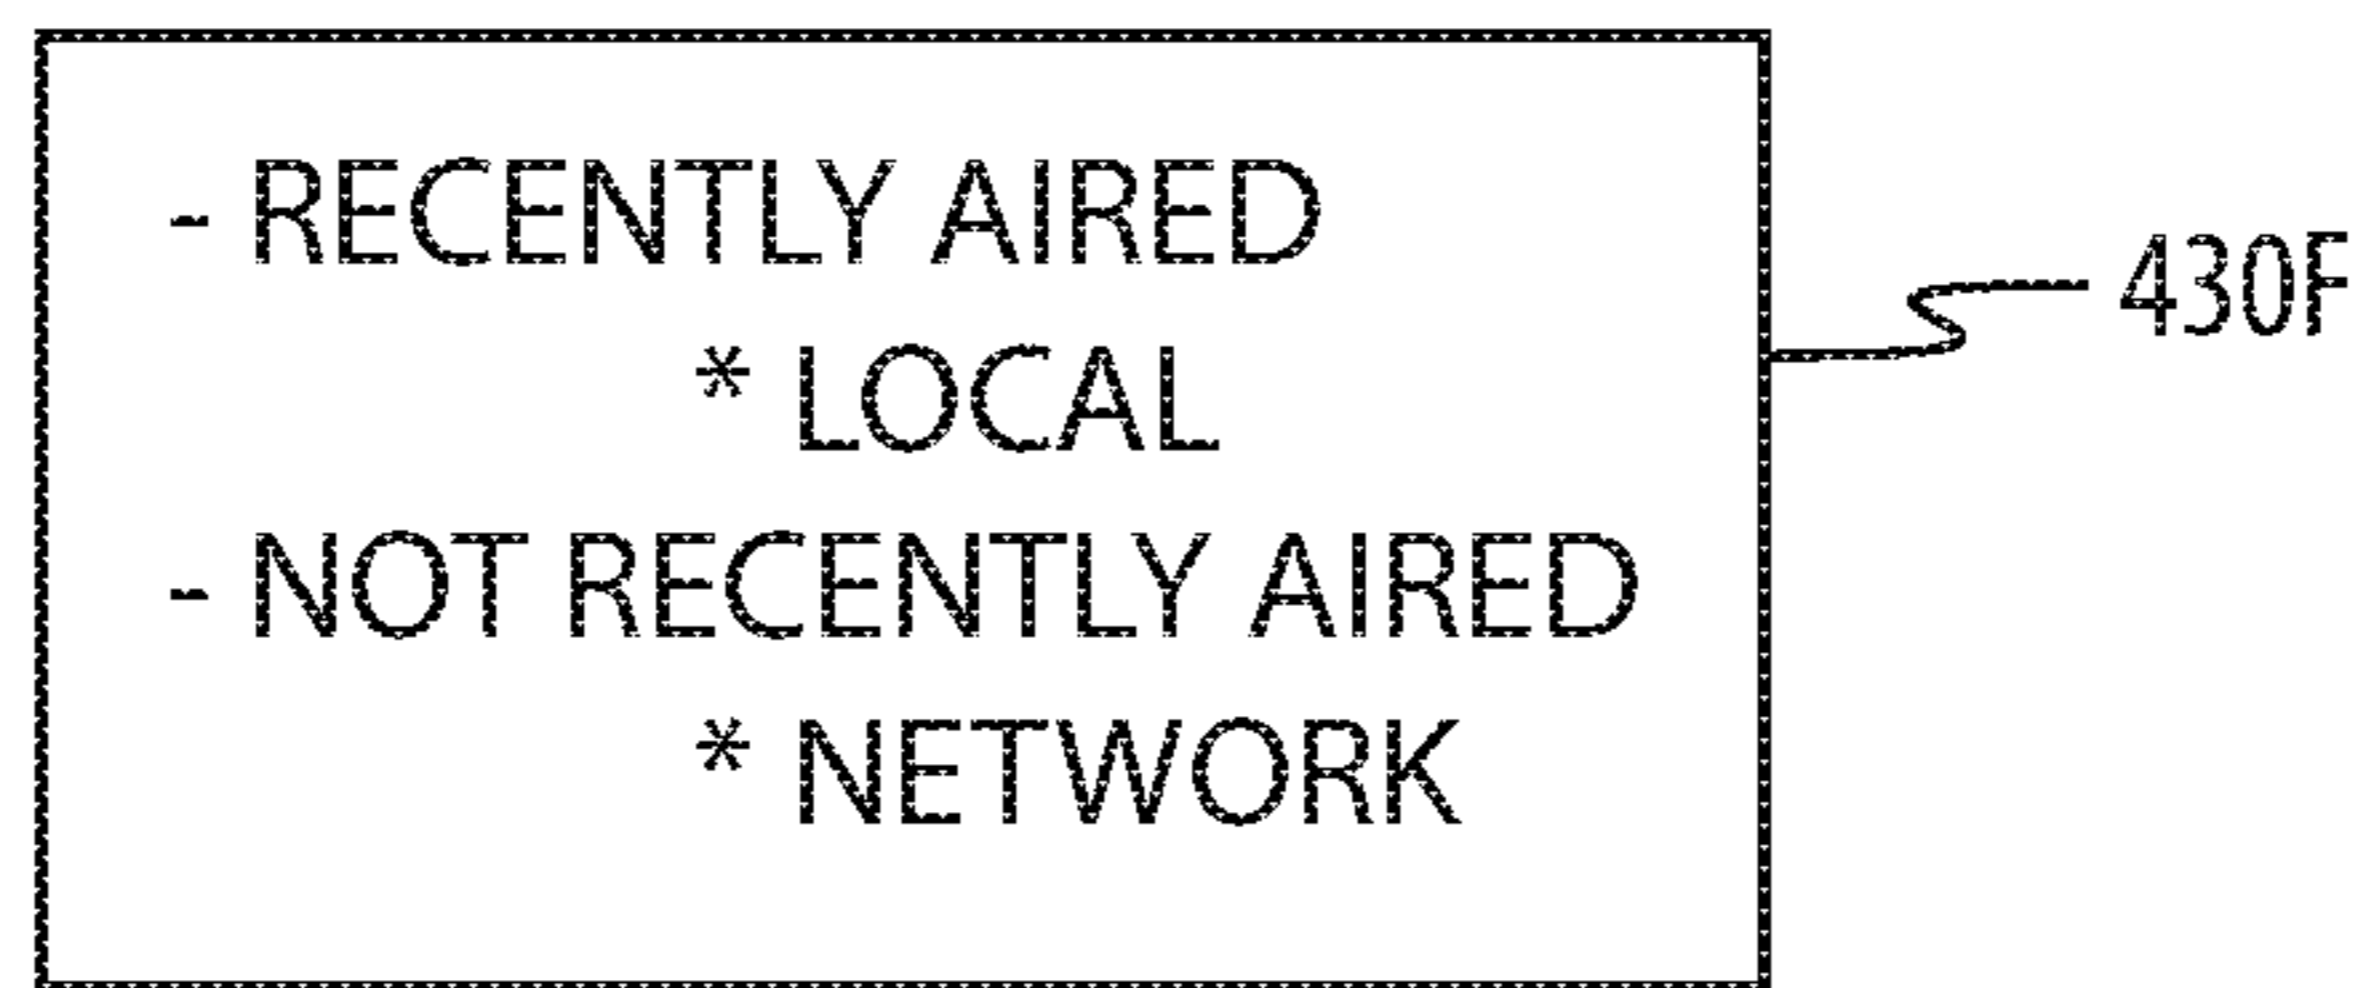 - RECENTLY AIRED
* LOCAL
- NOT RECENTLY AIRED
* NETWORK
430F